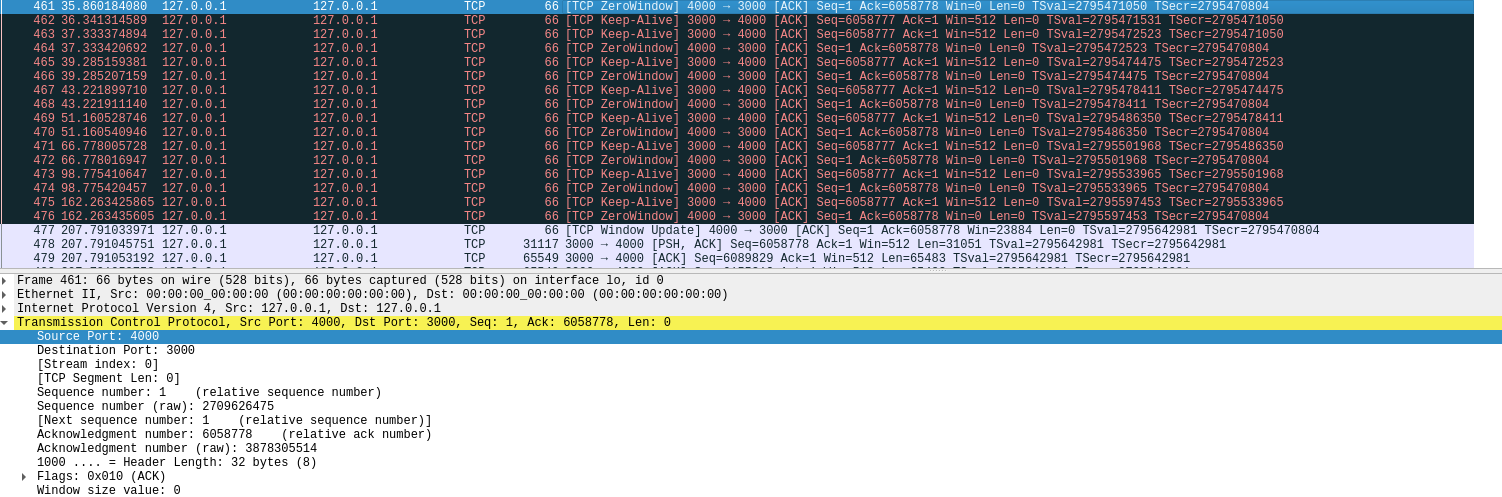 461 35.860184080 127.0.0.1 127.0.0.1 TCP 66 [TCP ZeroWindow] 4000 → 3000 [ACK] Seq=1 Ack=6058778 Win=0 Len=0 TSval=2795471050 TSecr=2795470804
462 36.341314589 127.0.0.1 127.0.0.1 TCP 66 [TCP Keep-Alive] 3000 → 4000 [ACK] Seq=6058777 Ack=1 Win=512 Len=0 TSval=2795471531 TSecr=2795471050
463 37.333374894 127.0.0.1 127.0.0.1 TCP 66 [TCP Keep-Alive] 3000 → 4000 [ACK] Seq=6058777 Ack=1 Win=512 Len=0 TSval=2795472523 TSecr=2795471050
464 37.333420692 127.0.0.1 127.0.0.1 TCP 66 [TCP ZeroWindow] 4000 → 3000 [ACK] Seq=1 Ack=6058778 Win=0 Len=0 TSval=2795472523 TSecr=2795470804
465 39.285159381 127.0.0.1 127.0.0.1 TCP 66 [TCP Keep-Alive] 3000 → 4000 [ACK] Seq=6058777 Ack=1 Win=512 Len=0 TSval=2795474475 TSecr=2795472523
466 39.285207159 127.0.0.1 127.0.0.1 TCP 66 [TCP ZeroWindow] 4000 → 3000 [ACK] Seq=1 Ack=6058778 Win=0 Len=0 TSval=2795474475 TSecr=2795470804
467 43.221899710 127.0.0.1 127.0.0.1 TCP 66 [TCP Keep-Alive] 3000 → 4000 [ACK] Seq=6058777 Ack=1 Win=512 Len=0 TSval=2795478411 TSecr=2795474475
468 43.221911140 127.0.0.1 127.0.0.1 TCP 66 [TCP ZeroWindow] 4000 → 3000 [ACK] Seq=1 Ack=6058778 Win=0 Len=0 TSval=2795478411 TSecr=2795470804
469 51.160528746 127.0.0.1 127.0.0.1 TCP 66 [TCP Keep-Alive] 3000 → 4000 [ACK] Seq=6058777 Ack=1 Win=512 Len=0 TSval=2795486350 TSecr=2795478411
470 51.160540946 127.0.0.1 127.0.0.1 TCP 66 [TCP ZeroWindow] 4000 → 3000 [ACK] Seq=1 Ack=6058778 Win=0 Len=0 TSval=2795486350 TSecr=2795470804
471 66.778005728 127.0.0.1 127.0.0.1 TCP 66 [TCP Keep-Alive] 3000 → 4000 [ACK] Seq=6058777 Ack=1 Win=512 Len=0 TSval=2795501968 TSecr=2795486350
472 66.778016947 127.0.0.1 127.0.0.1 TCP 66 [TCP ZeroWindow] 4000 → 3000 [ACK] Seq=1 Ack=6058778 Win=0 Len=0 TSval=2795501968 TSecr=2795470804
473 98.775410647 127.0.0.1 127.0.0.1 TCP 66 [TCP Keep-Alive] 3000 → 4000 [ACK] Seq=6058777 Ack=1 Win=512 Len=0 TSval=2795533965 TSecr=2795501968
474 98.775420457 127.0.0.1 127.0.0.1 TCP 66 [TCP ZeroWindow] 4000 → 3000 [ACK] Seq=1 Ack=6058778 Win=0 Len=0 TSval=2795533965 TSecr=2795470804
475 162.263425865 127.0.0.1 127.0.0.1 TCP 66 [TCP Keep-Alive] 3000 → 4000 [ACK] Seq=6058777 Ack=1 Win=512 Len=0 TSval=2795597453 TSecr=2795533965
476 162.263435605 127.0.0.1 127.0.0.1 TCP 66 [TCP ZeroWindow] 4000 → 3000 [ACK] Seq=1 Ack=6058778 Win=0 Len=0 TSval=2795597453 TSecr=2795470804
477 207.791033971 127.0.0.1 127.0.0.1 TCP 66 [TCP Window Update] 4000 → 3000 [ACK] Seq=1 Ack=6058778 Win=23884 Len=0 TSval=2795642981 TSecr=2795470804
478 207.791045751 127.0.0.1 127.0.0.1 TCP 31117 3000 → 4000 [PSH, ACK] Seq=6058778 Ack=1 Win=512 Len=31051 TSval=2795642981 TSecr=2795642981
479 207.791053192 127.0.0.1 127.0.0.1 TCP 65549 3000 → 4000 [ACK] Seq=6089829 Ack=1 Win=512 Len=65483 TSval=2795642981 TSecr=2795642981
Frame 461: 66 bytes on wire (528 bits), 66 bytes captured (528 bits) on interface lo, id 0
Ethernet II, Src: 00:00:00_00:00:00 (00:00:00:00:00:00), Dst: 00:00:00_00:00:00 (00:00:00:00:00:00)
Internet Protocol Version 4, Src: 127.0.0.1, Dst: 127.0.0.1
Transmission Control Protocol, Src Port: 4000, Dst Port: 3000, Seq: 1, Ack: 6058778, Len: 0
Source Port: 4000
Destination Port: 3000
[Stream index: 0]
[TCP Segment Len: 0]
Sequence number: 1 (relative sequence number)
Sequence number (raw): 2709626475
[Next sequence number: 1 (relative sequence number)]
Acknowledgment number: 6058778 (relative ack number)
Acknowledgment number (raw): 3878305514
1000 .... = Header Length: 32 bytes (8)
Flags: 0x010 (ACK)
Window size value: 0